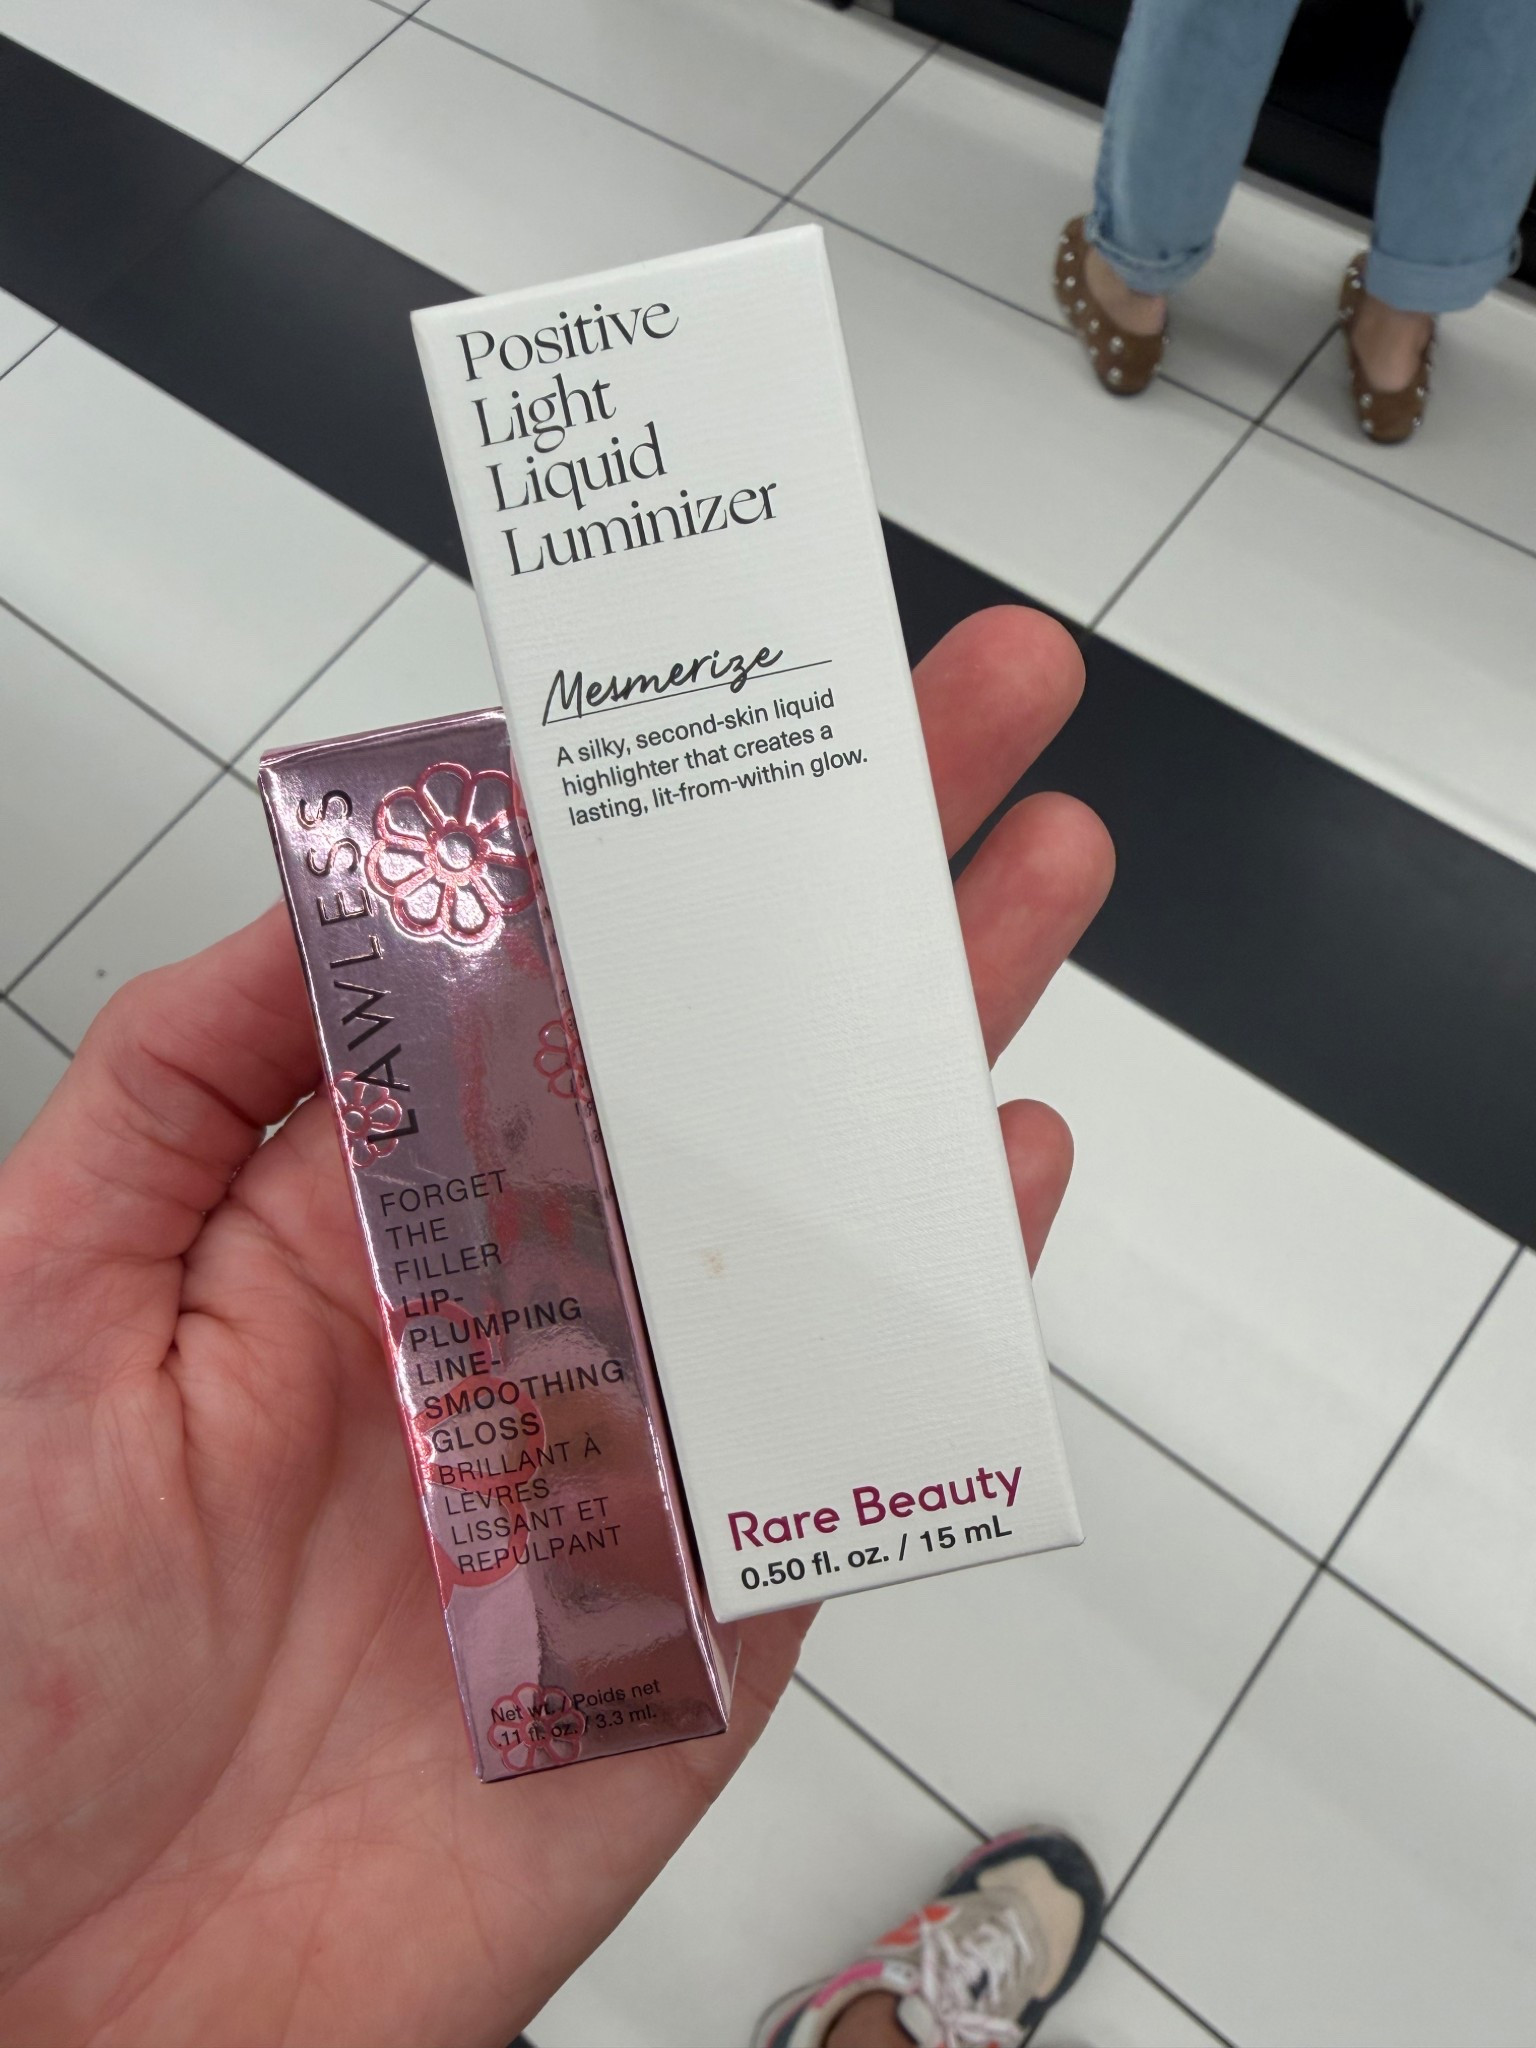 Positive
Light
Liquid
Luminizer
Mesmerize
A silky, second-skin liquid
highlighter that creates a
lasting, lit-from-within glow.
Rare Beauty
0.50 fl. oz. / 15 mL
LAWLESS
FORGET
THE
FILLER
LIP-
PLUMPING
LINE-
SMOOTHING
GLOSS
BRILLANT À
LÈVRES
LISSANT ET
REPULPANT
Net wt. / Poids net
.11 fl. oz. / 3.3 ml.